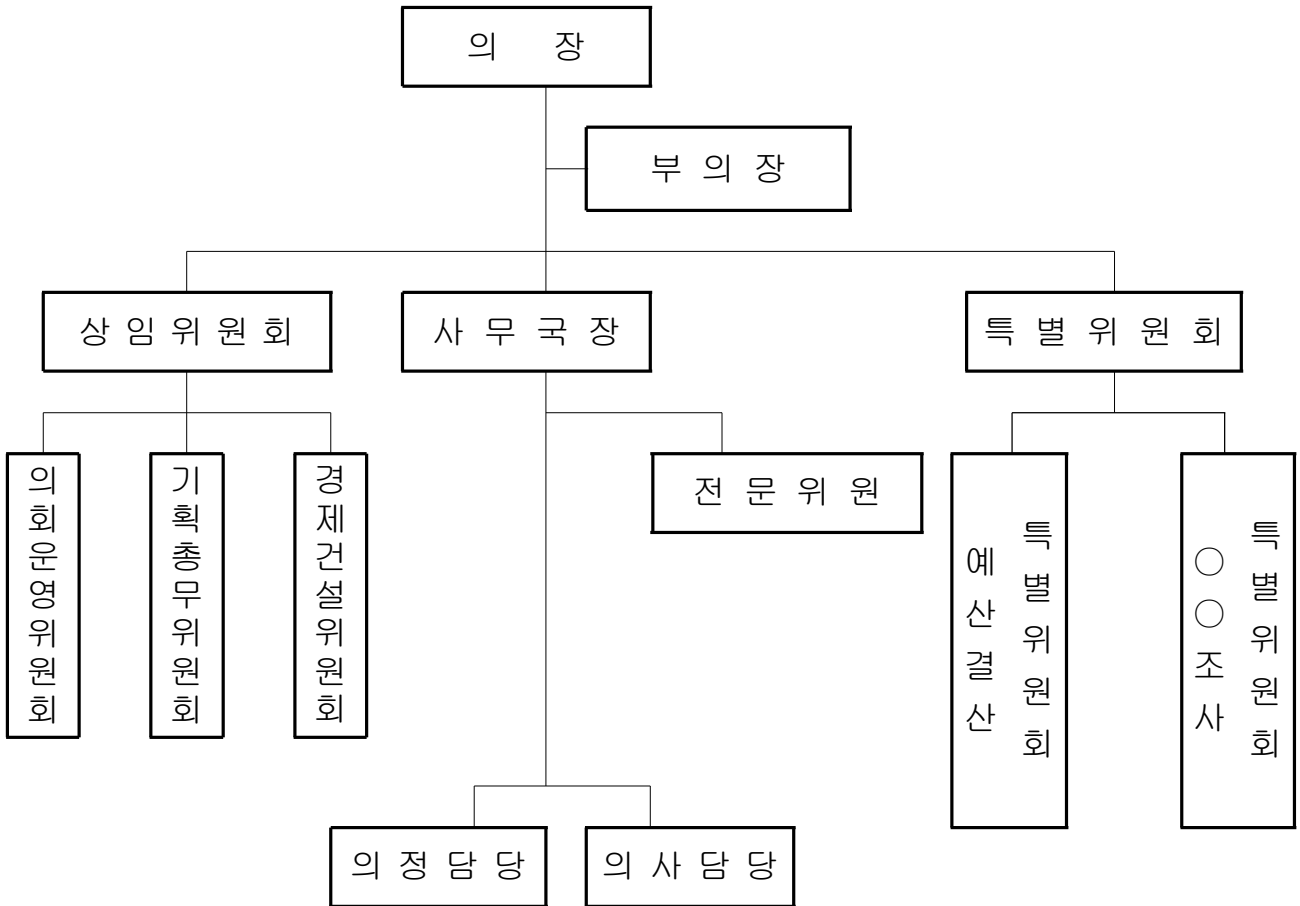 의 장
부 의 장
상 임 위 원 회
사 무 국 장
특 별 위 원 회
의회운영위원회
기획총무위원회
경제건설위원회
전 문 위 원
예산결산
특별위원회
○○조사
특별위원회
의 정 담 당
의 사 담 당